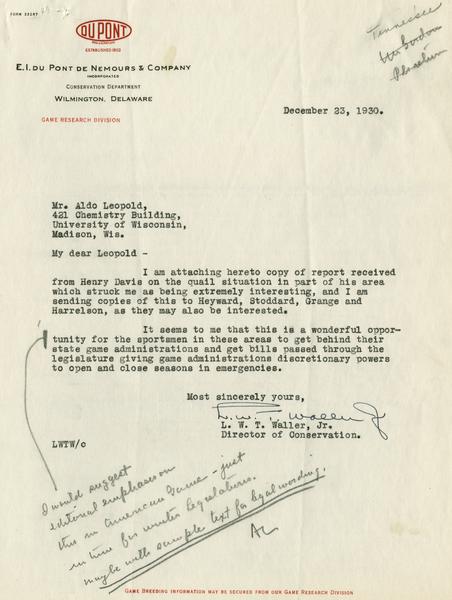 FORM 32197
DU PONT
ESTABLISHED 1802
E. I. DU PONT DE NEMOURS & COMPANY
INCORPORATED
CONSERVATION DEPARTMENT
WILMINGTON, DELAWARE
GAME RESEARCH DIVISION
Tennessee
December 23, 1930.
Mr. Aldo Leopold,
421 Chemistry Building,
University of Wisconsin,
Madison, Wis.
My dear Leopold -
I am attaching hereto copy of report received
from Henry Davis on the quail situation in part of his area
which struck me as being extremely interesting, and I am
sending copies of this to Heyward, Stoddard, Grange and
Harrelson, as they may also be interested.
It seems to me that this is a wonderful oppor-
tunity for the sportsmen in these areas to get behind their
state game administrations and get bills passed through the
legislature giving game administrations discretionary powers
to open and close seasons in emergencies.
Most sincerely yours,
L. W. T. Waller Jr
L. W. T. Waller, Jr.
Director of Conservation.
LWTW/c
I would suggest
editorial emphasis on
this in American Game - just
in time for winter legislatures.
maybe with sample text for legal wording.
AL
GAME BREEDING INFORMATION MAY BE SECURED FROM OUR GAME RESEARCH DIVISION